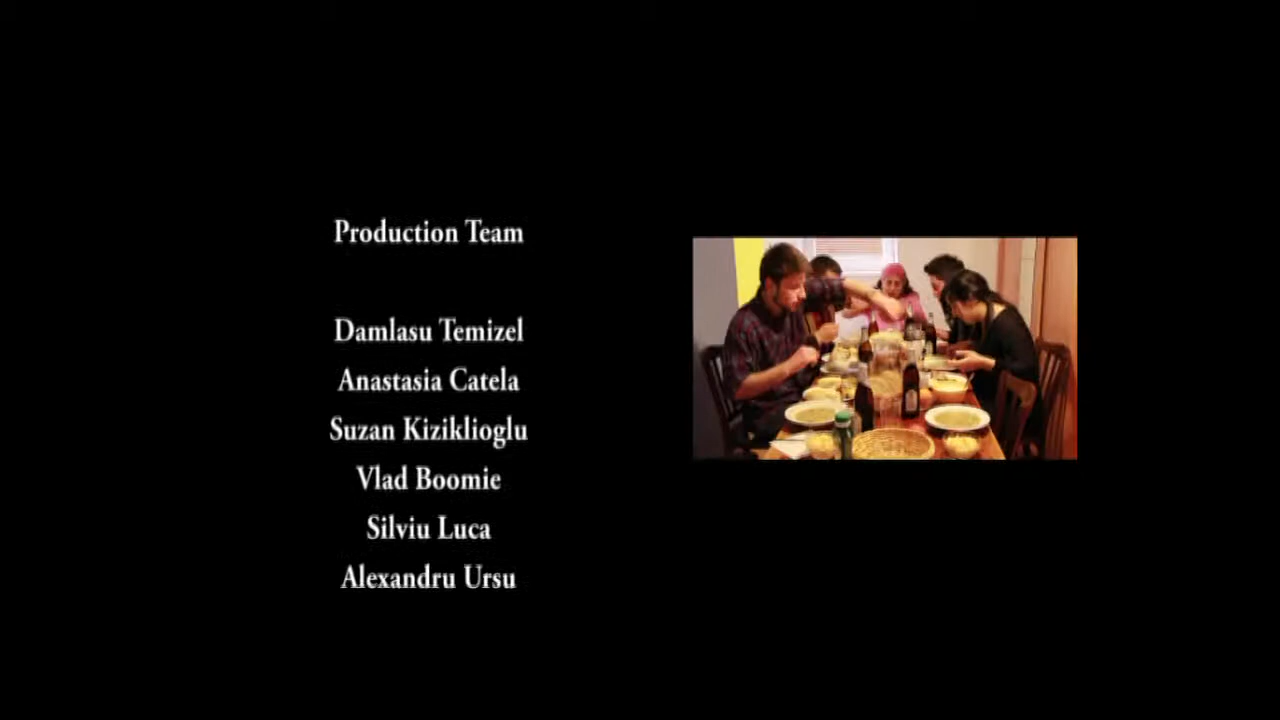 Production Team
Damlasu Temizel
Anastasia Catela
Suzan Kiziklioglu
Vlad Boomie
Silviu Luca
Alexandru Ursu